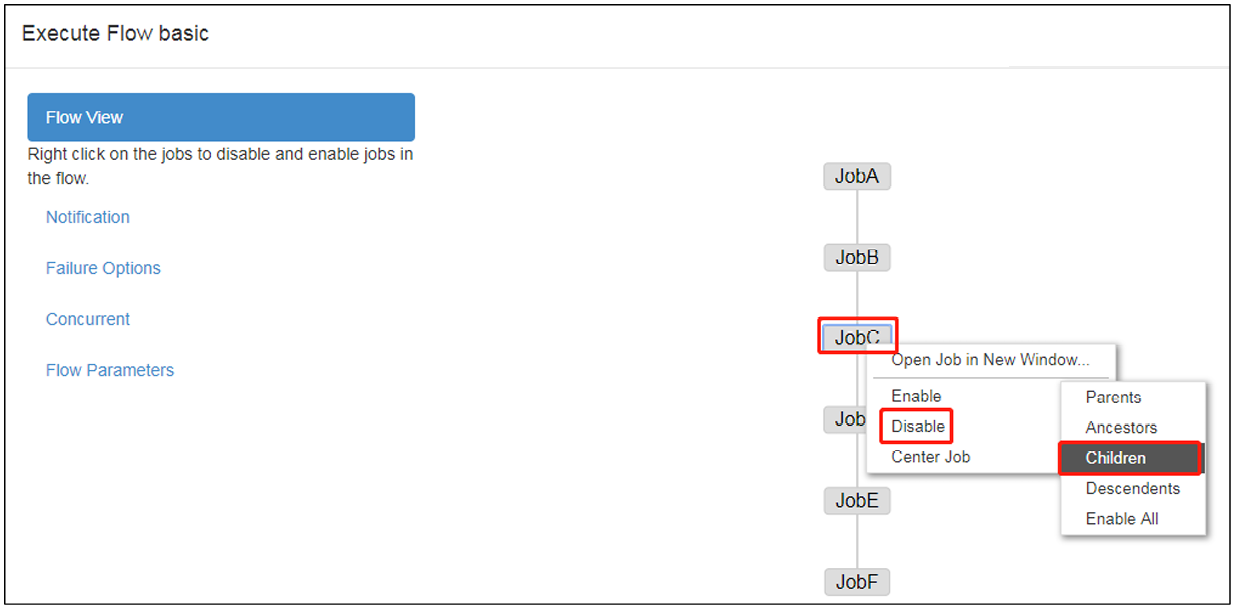 Execute Flow basic
Flow View
Right click on the jobs to disable and enable jobs in
the flow.
Notification
Failure Options
Concurrent
Flow Parameters
JobA
JobB
JobC
Open Job in New Window...
Enable
Disable
Center Job
Parents
Ancestors
Children
Descendents
Enable All
Job
JobE
JobF